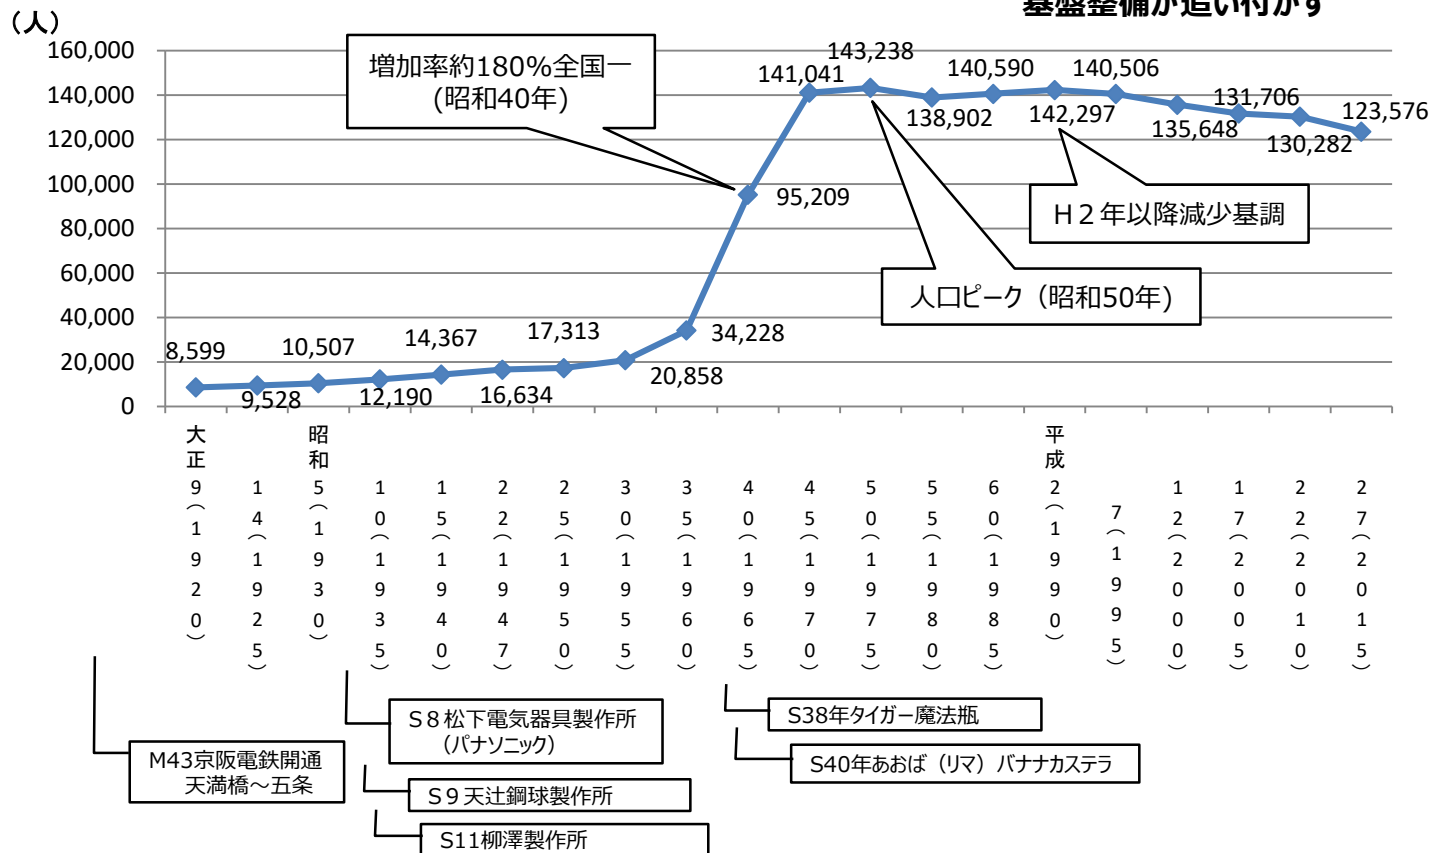 基盤整備が追い付かず
（人）
160,000
140,000
120,000
100,000
80,000
60,000
40,000
20,000
0
増加率約180%全国一
(昭和40年)
8,599
9,528
10,507
12,190
14,367
16,634
17,313
20,858
34,228
95,209
141,041
143,238
138,902
140,590
142,297
140,506
135,648
131,706
130,282
123,576
H２年以降減少基調
人口ピーク（昭和50年)
大正9（1920）
14（1925）
昭和5（1930）
10（1935）
15（1940）
22（1947）
25（1950）
30（1955）
35（1960）
40（1965）
45（1970）
50（1975）
55（1980）
60（1985）
平成2（1990）
7（1995）
12（2000）
17（2005）
22（2010）
27（2015）
M43京阪電鉄開通
天満橋～五条
S８松下電気器具製作所
（パナソニック）
S９天辻鋼球製作所
S11柳澤製作所
S38年タイガー魔法瓶
S40年あおば（リマ）バナナカステラ